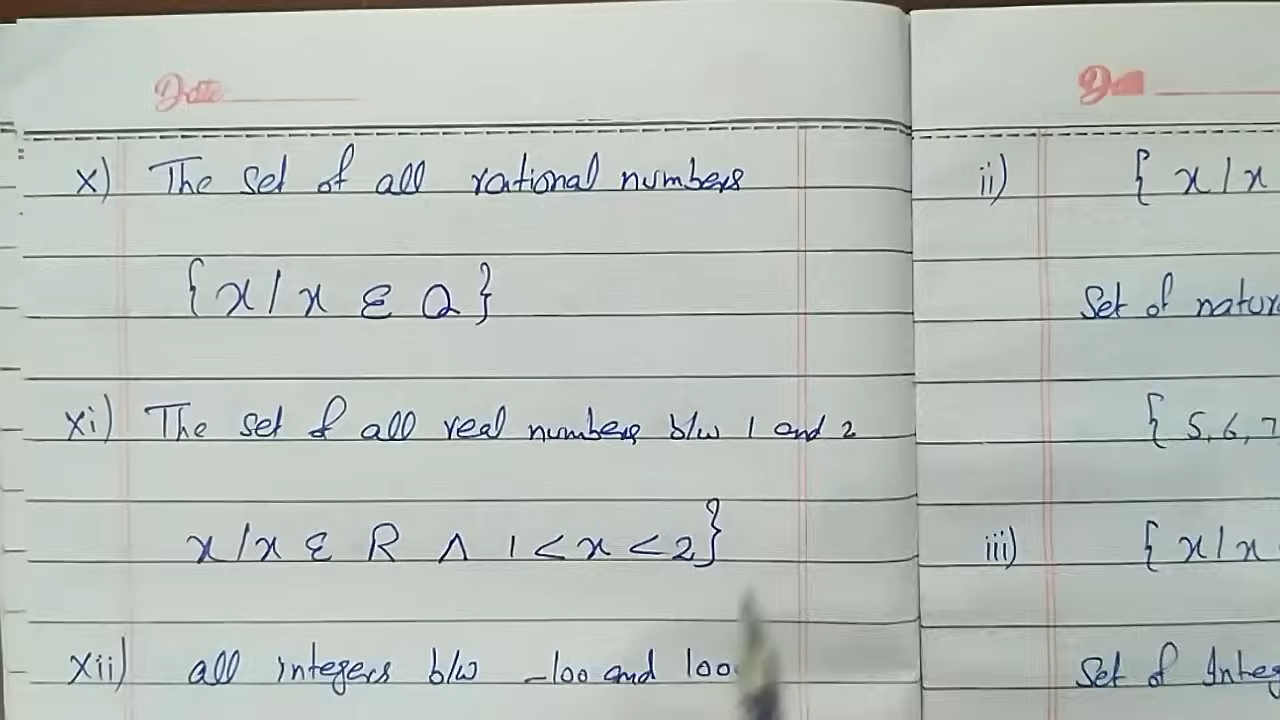 Date
x) The set of all rational numbers
{x/x ε Q}
xi) The set of all real numbers b/w 1 and 2
x/x ε R ∧ 1 < x < 2}
xii) all integers b/w -100 and 100
ii) { x / x
Set of natur
{ 5, 6, 7
iii) { x / x
Set of Integ